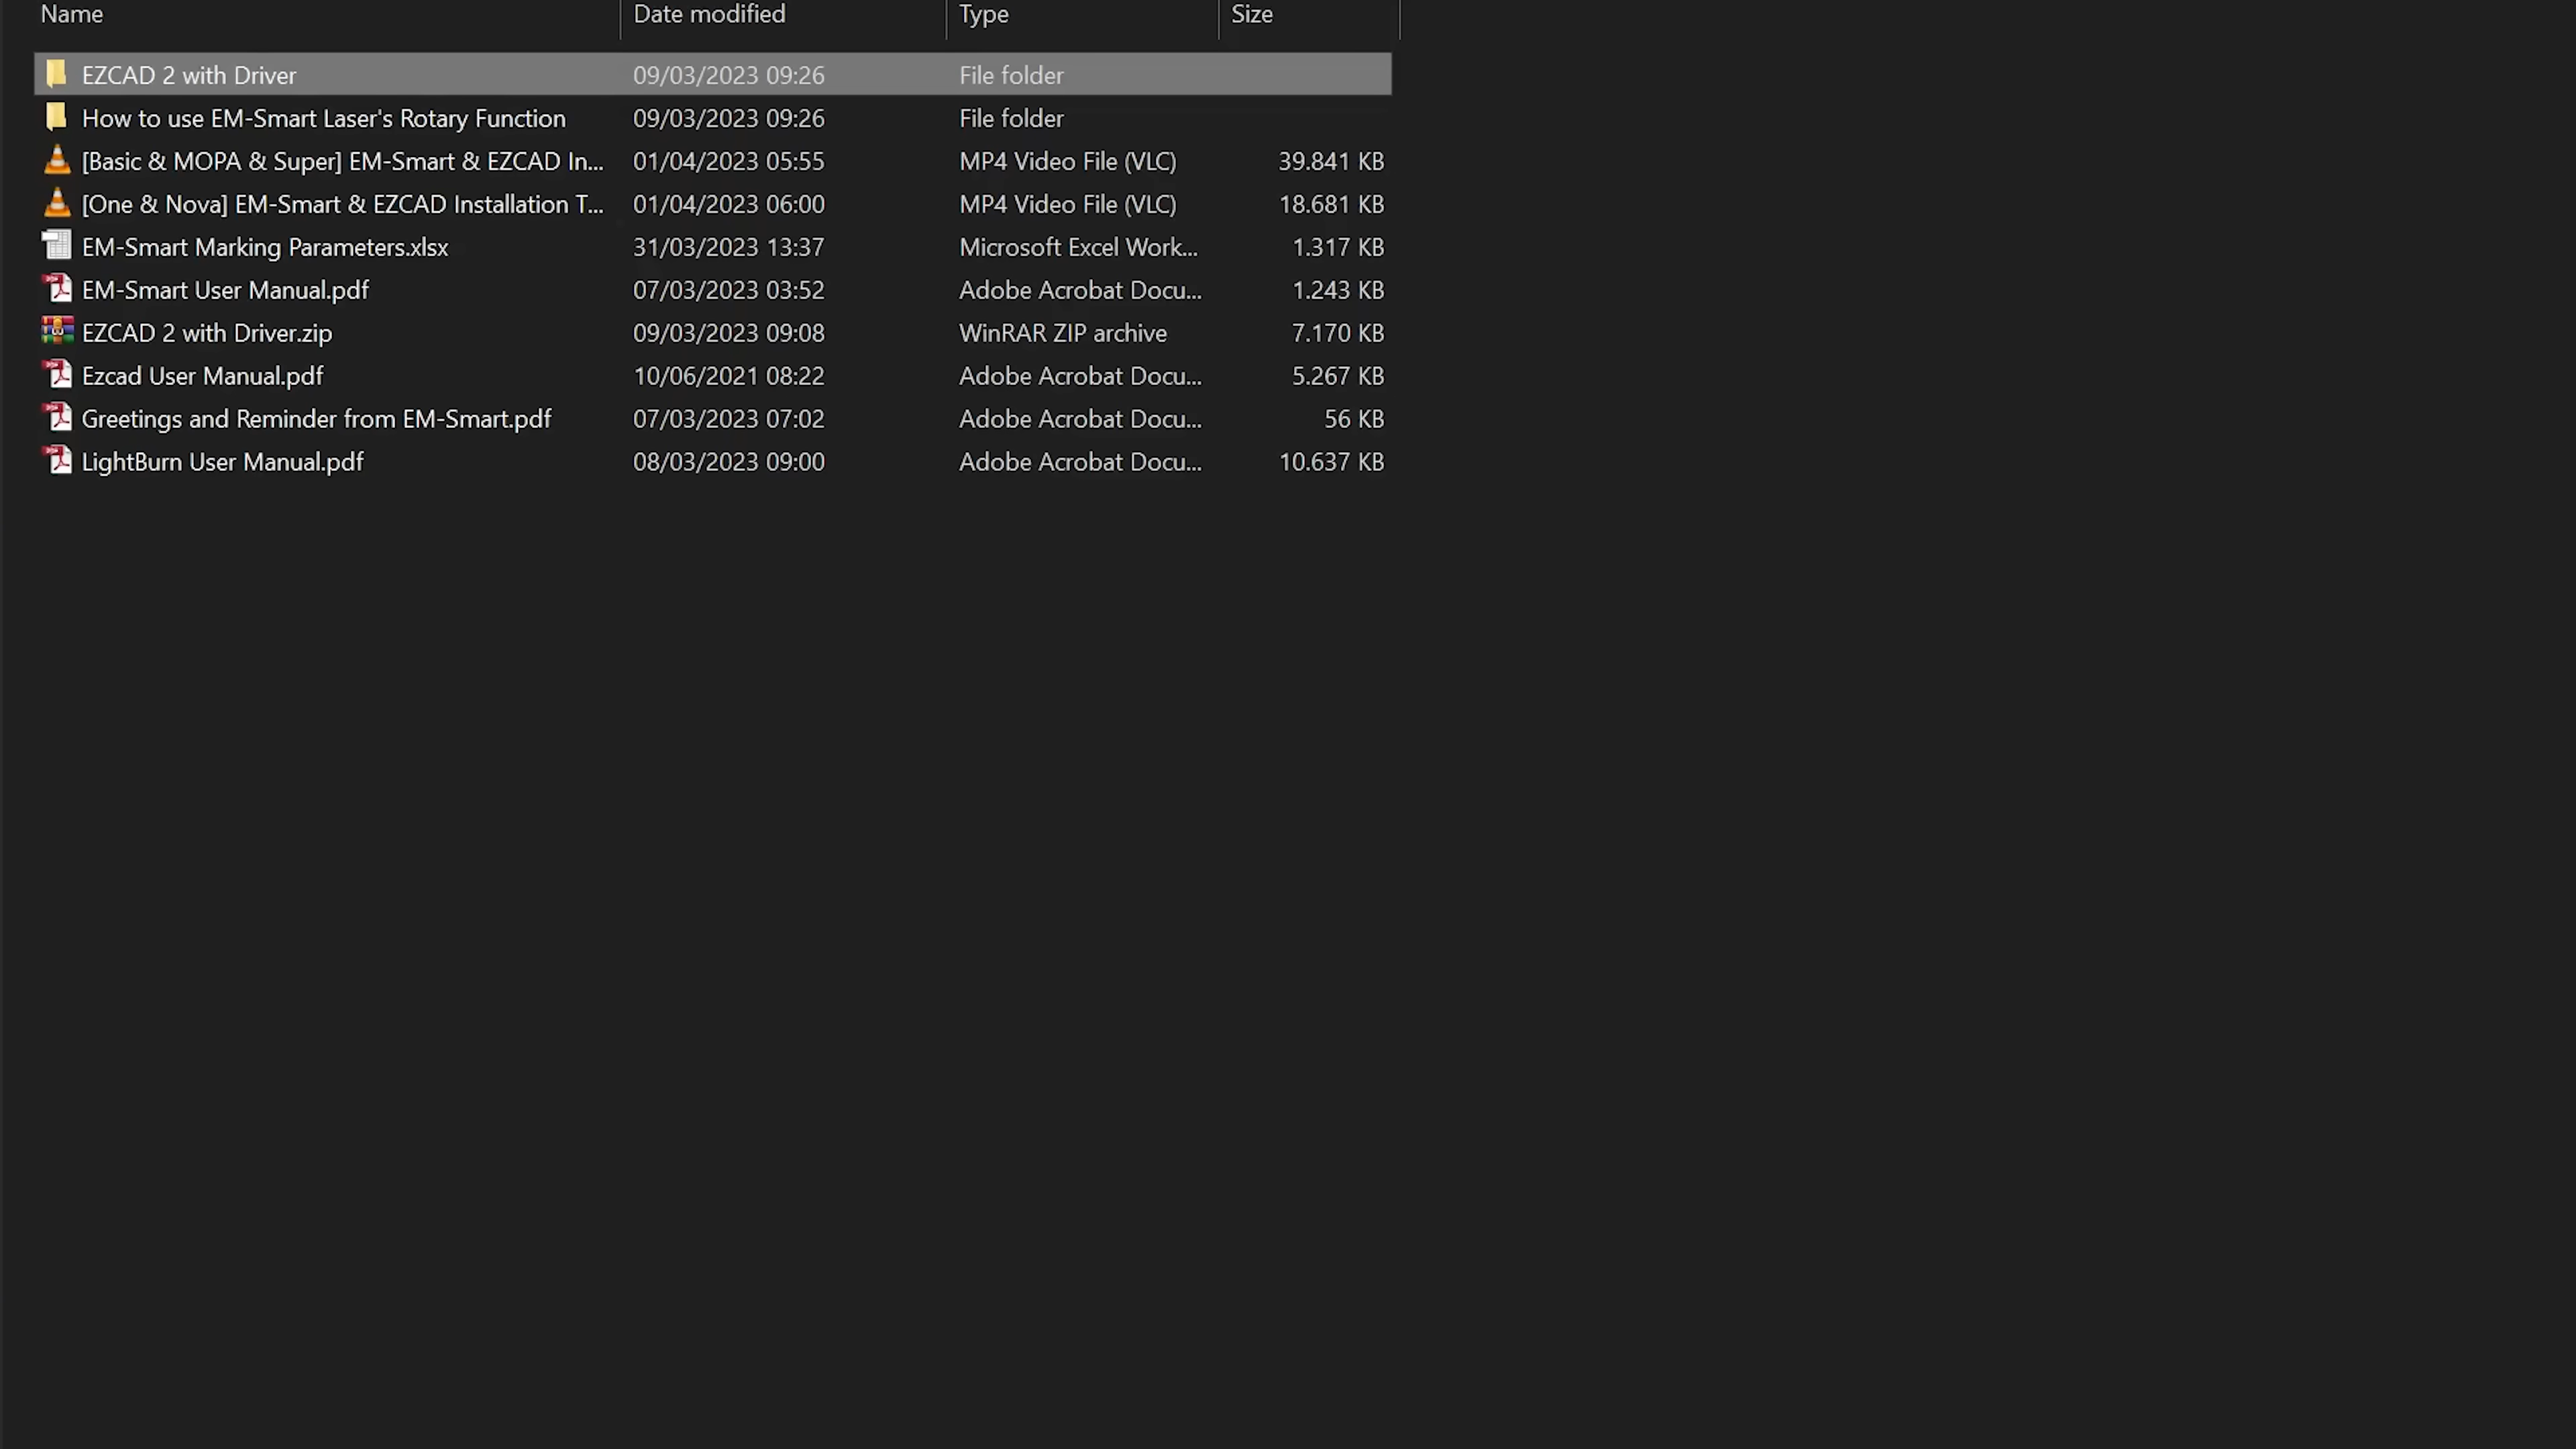 Name Date modified Type Size
EZCAD 2 with Driver 09/03/2023 09:26 File folder
How to use EM-Smart Laser's Rotary Function 09/03/2023 09:26 File folder
[Basic & MOPA & Super] EM-Smart & EZCAD In... 01/04/2023 05:55 MP4 Video File (VLC) 39.841 KB
[One & Nova] EM-Smart & EZCAD Installation T... 01/04/2023 06:00 MP4 Video File (VLC) 18.681 KB
EM-Smart Marking Parameters.xlsx 31/03/2023 13:37 Microsoft Excel Work... 1.317 KB
EM-Smart User Manual.pdf 07/03/2023 03:52 Adobe Acrobat Docu... 1.243 KB
EZCAD 2 with Driver.zip 09/03/2023 09:08 WinRAR ZIP archive 7.170 KB
Ezcad User Manual.pdf 10/06/2021 08:22 Adobe Acrobat Docu... 5.267 KB
Greetings and Reminder from EM-Smart.pdf 07/03/2023 07:02 Adobe Acrobat Docu... 56 KB
LightBurn User Manual.pdf 08/03/2023 09:00 Adobe Acrobat Docu... 10.637 KB